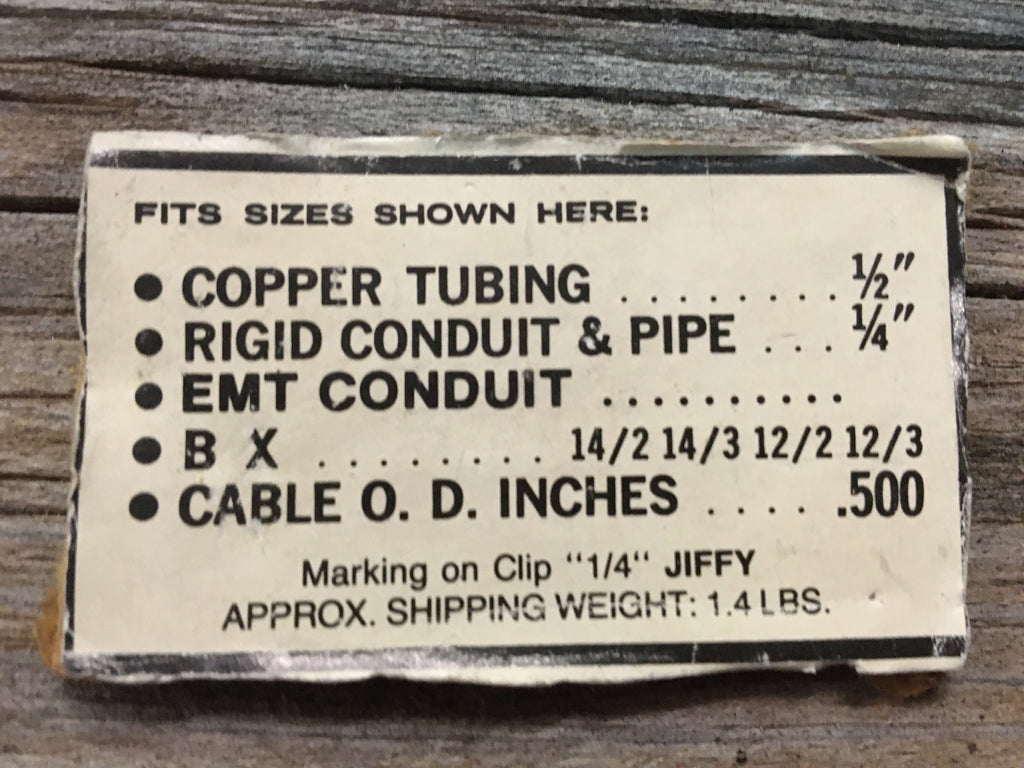 FITS SIZES SHOWN HERE:
● COPPER TUBING ......... ½"
● RIGID CONDUIT & PIPE ... ¼"
● EMT CONDUIT ..........
● B X ......... 14/2 14/3 12/2 12/3
● CABLE O. D. INCHES .... .500
Marking on Clip "1/4" JIFFY
APPROX. SHIPPING WEIGHT: 1.4 LBS.